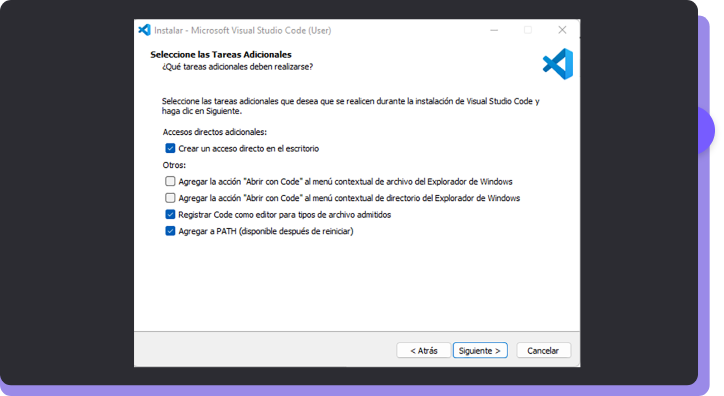 Instalar - Microsoft Visual Studio Code (User)
Seleccione las Tareas Adicionales
¿Qué tareas adicionales deben realizarse?
Seleccione las tareas adicionales que desea que se realicen durante la instalación de Visual Studio Code y
haga clic en Siguiente.
Accesos directos adicionales:
Crear un acceso directo en el escritorio
Otros:
Agregar la acción "Abrir con Code" al menú contextual de archivo del Explorador de Windows
Agregar la acción "Abrir con Code" al menú contextual de directorio del Explorador de Windows
Registrar Code como editor para tipos de archivo admitidos
Agregar a PATH (disponible después de reiniciar)
< Atrás Siguiente > Cancelar